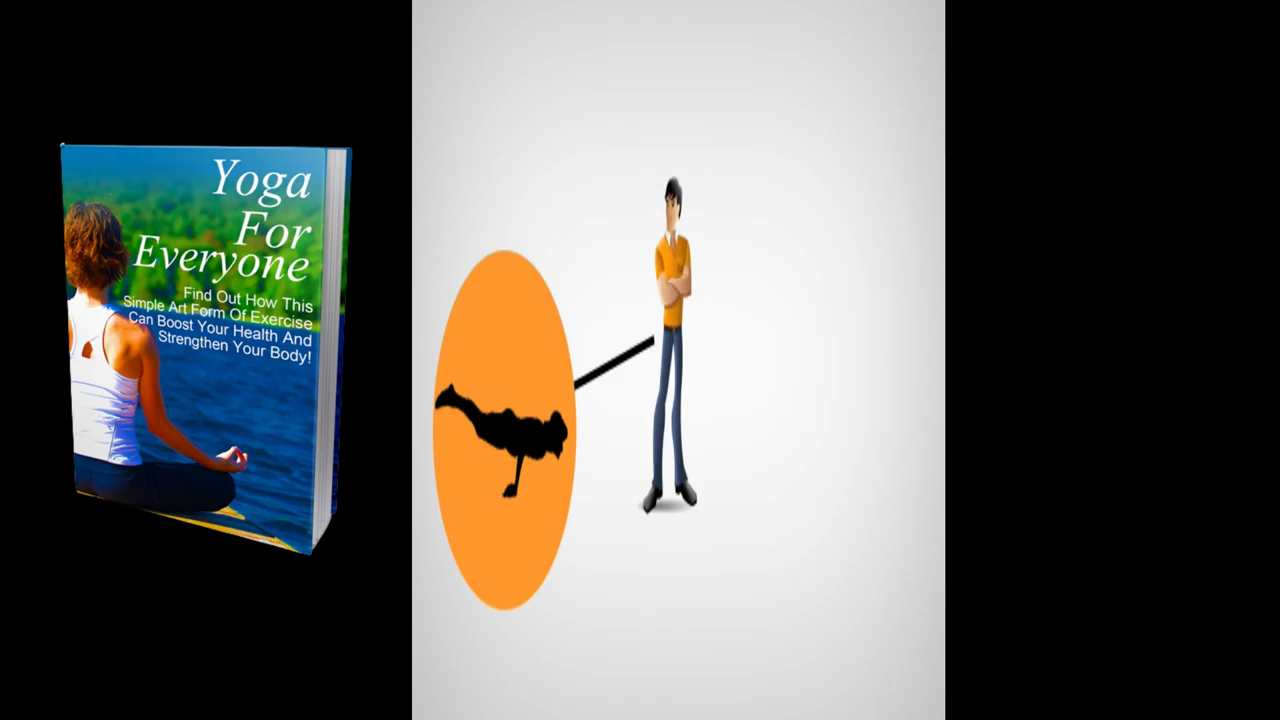 Yoga
For
Everyone
Find Out How This
Simple Art Form Of Exercise
Can Boost Your Health And
Strengthen Your Body!